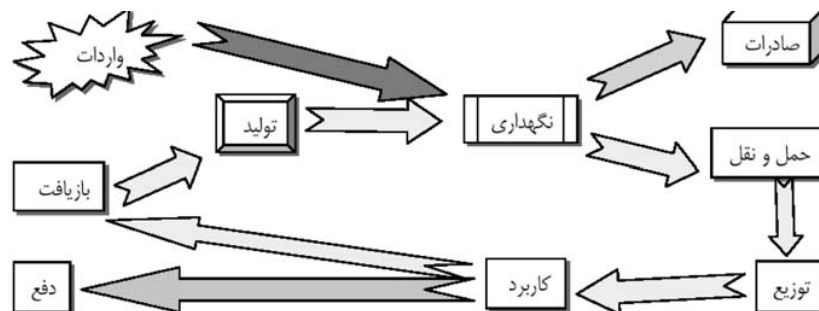 صادرات
واردات
نگهداری
تولید
حمل و نقل
بازیافت
توزیع
کاربرد
دفع